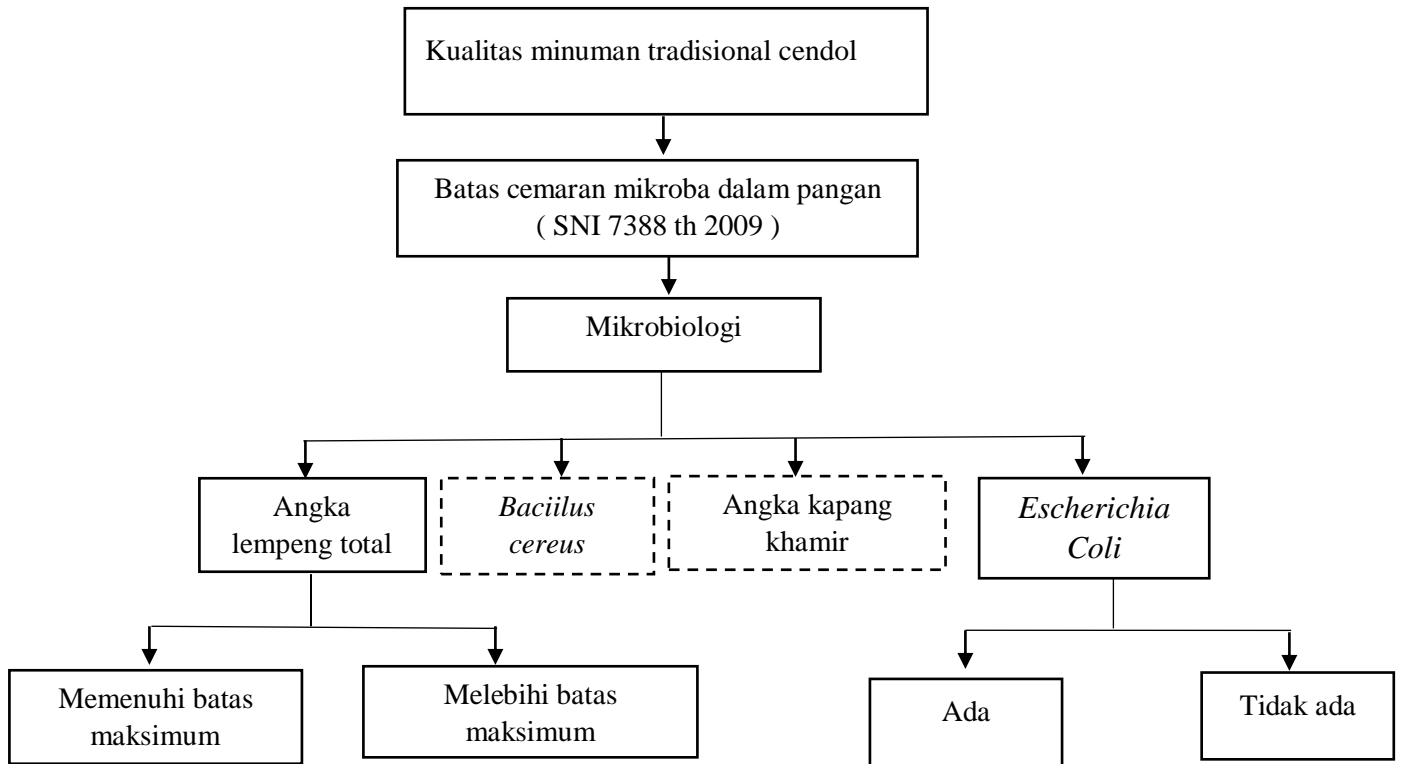 Kualitas minuman tradisional cendol
Batas cemaran mikroba dalam pangan
( SNI 7388 th 2009 )
Mikrobiologi
Angka
lempeng total
Baciilus
cereus
Angka kapang
khamir
Escherichia
Coli
Memenuhi batas
maksimum
Melebihi batas
maksimum
Ada
Tidak ada